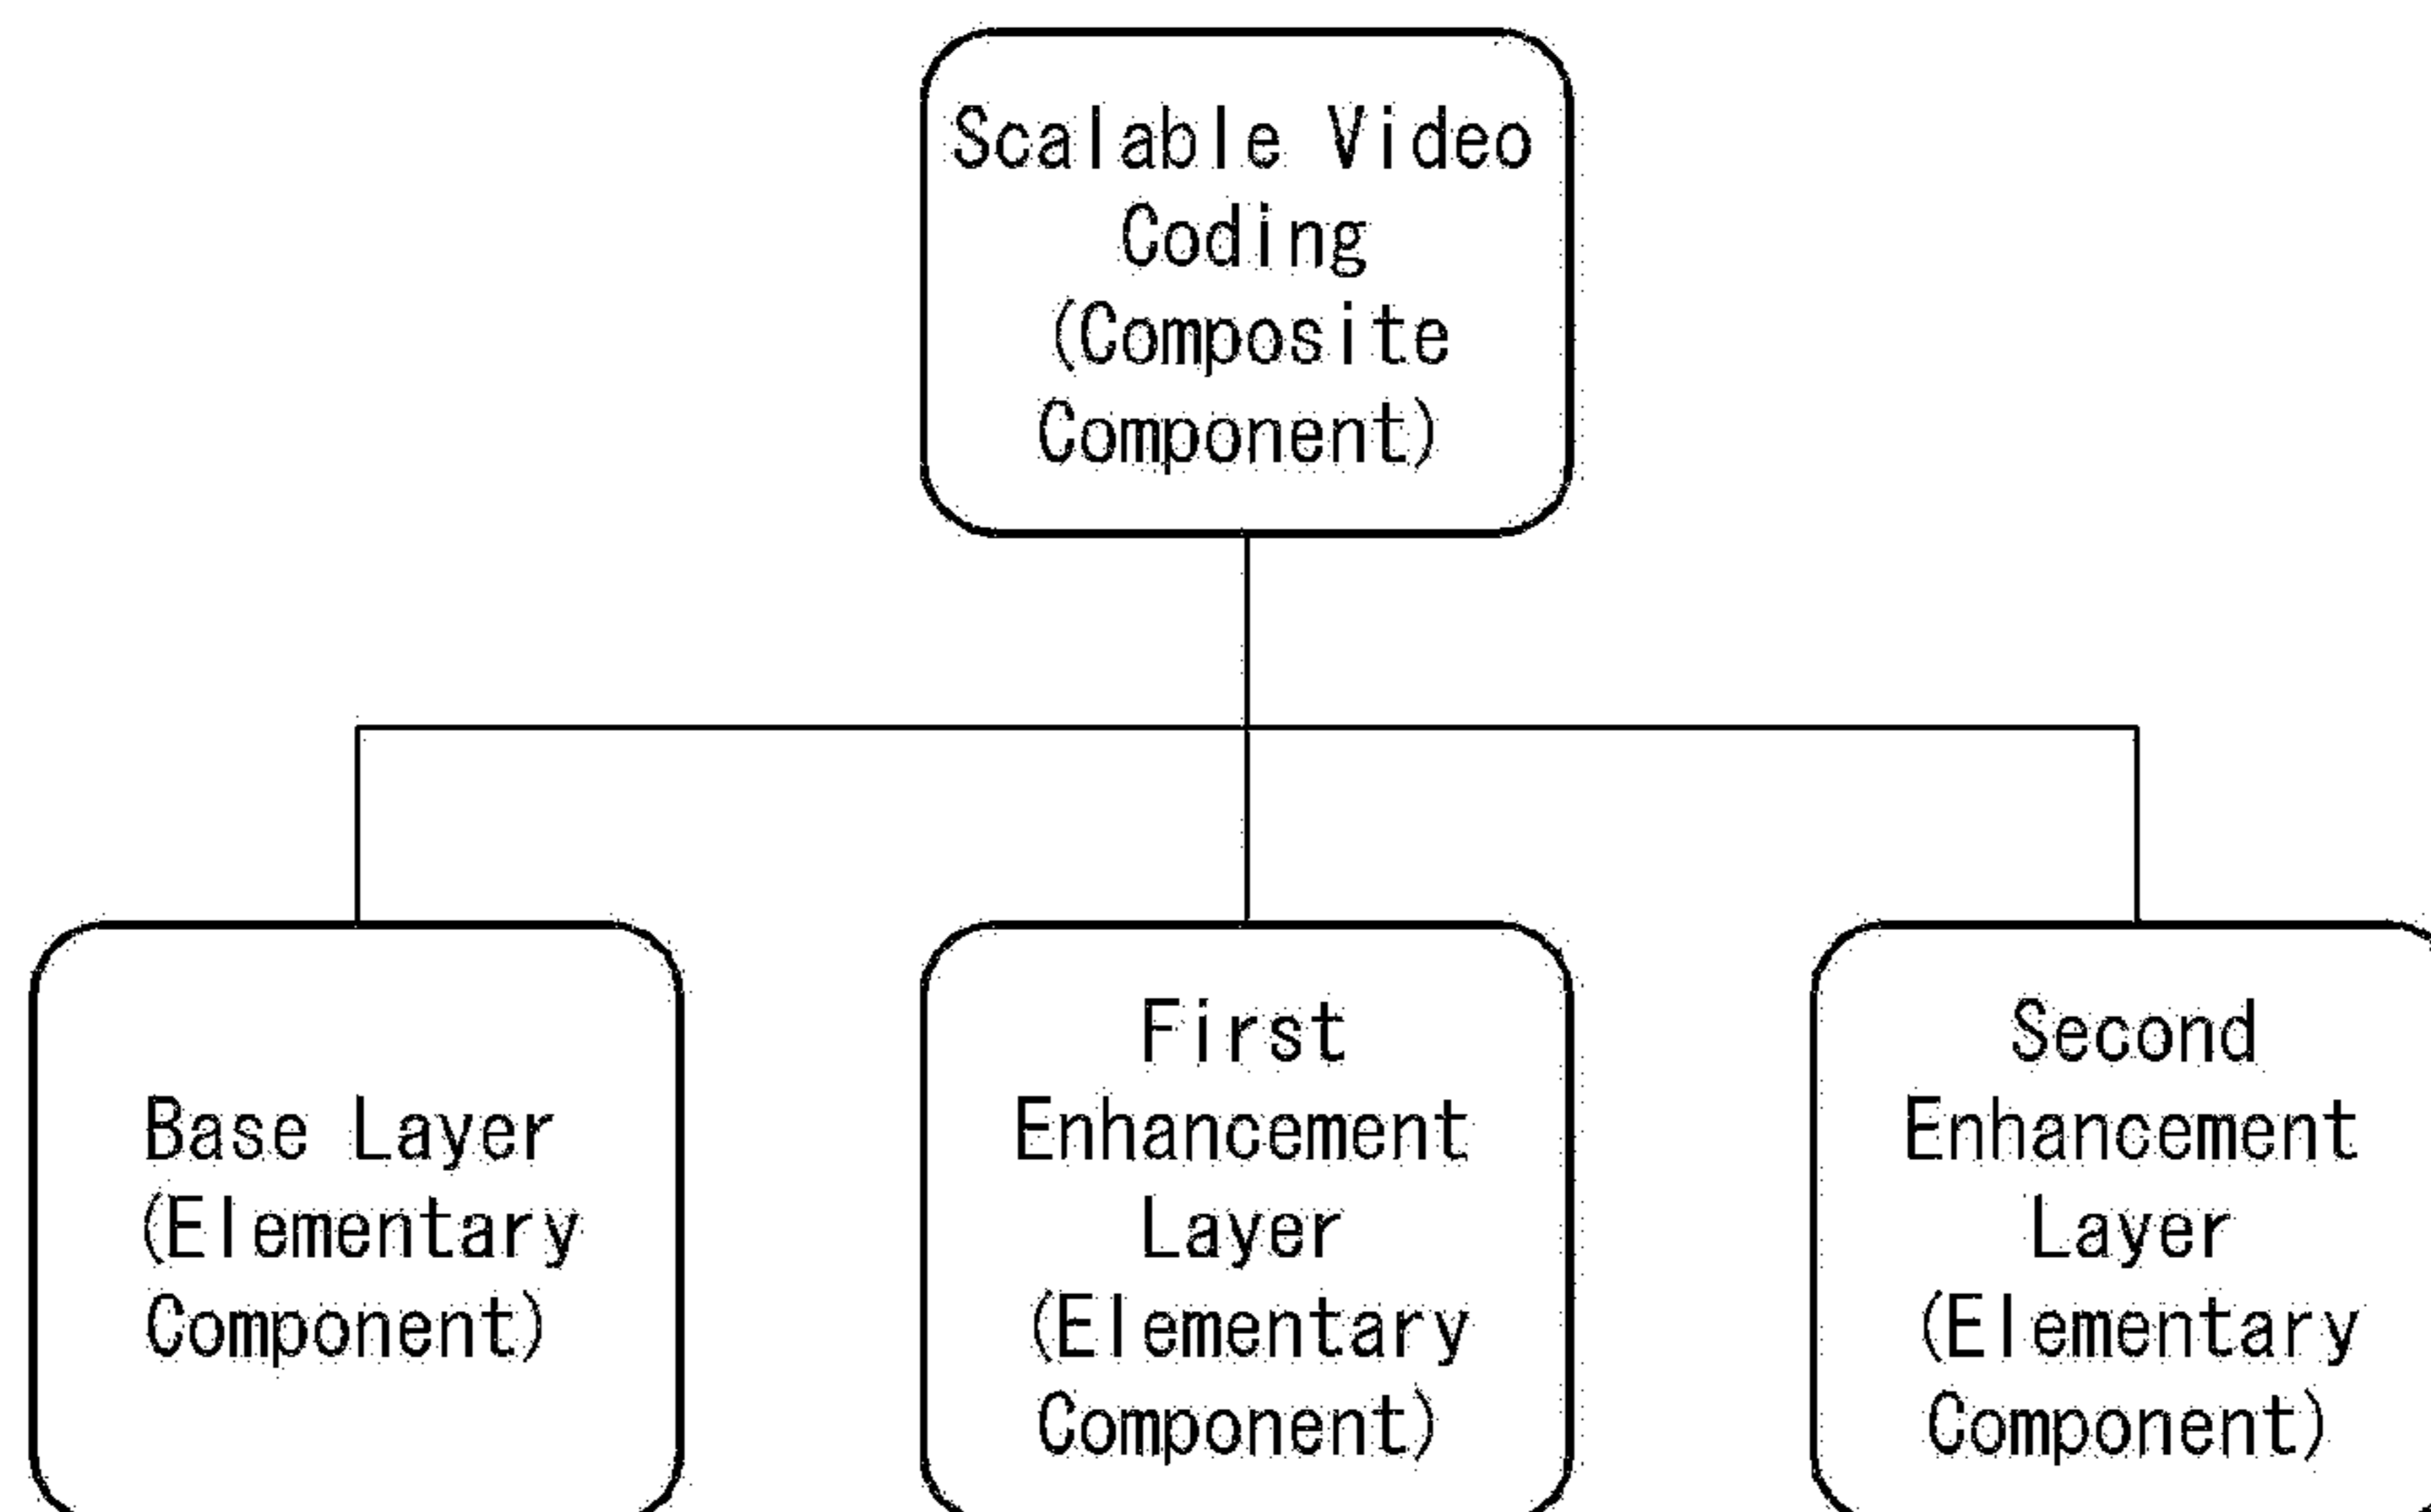 Scalable Video
Coding
(Composite
Component)
Base Layer
(Elementary
Component)
First
Enhancement
Layer
(Elementary
Component)
Second
Enhancement
Layer
(Elementary
Component)